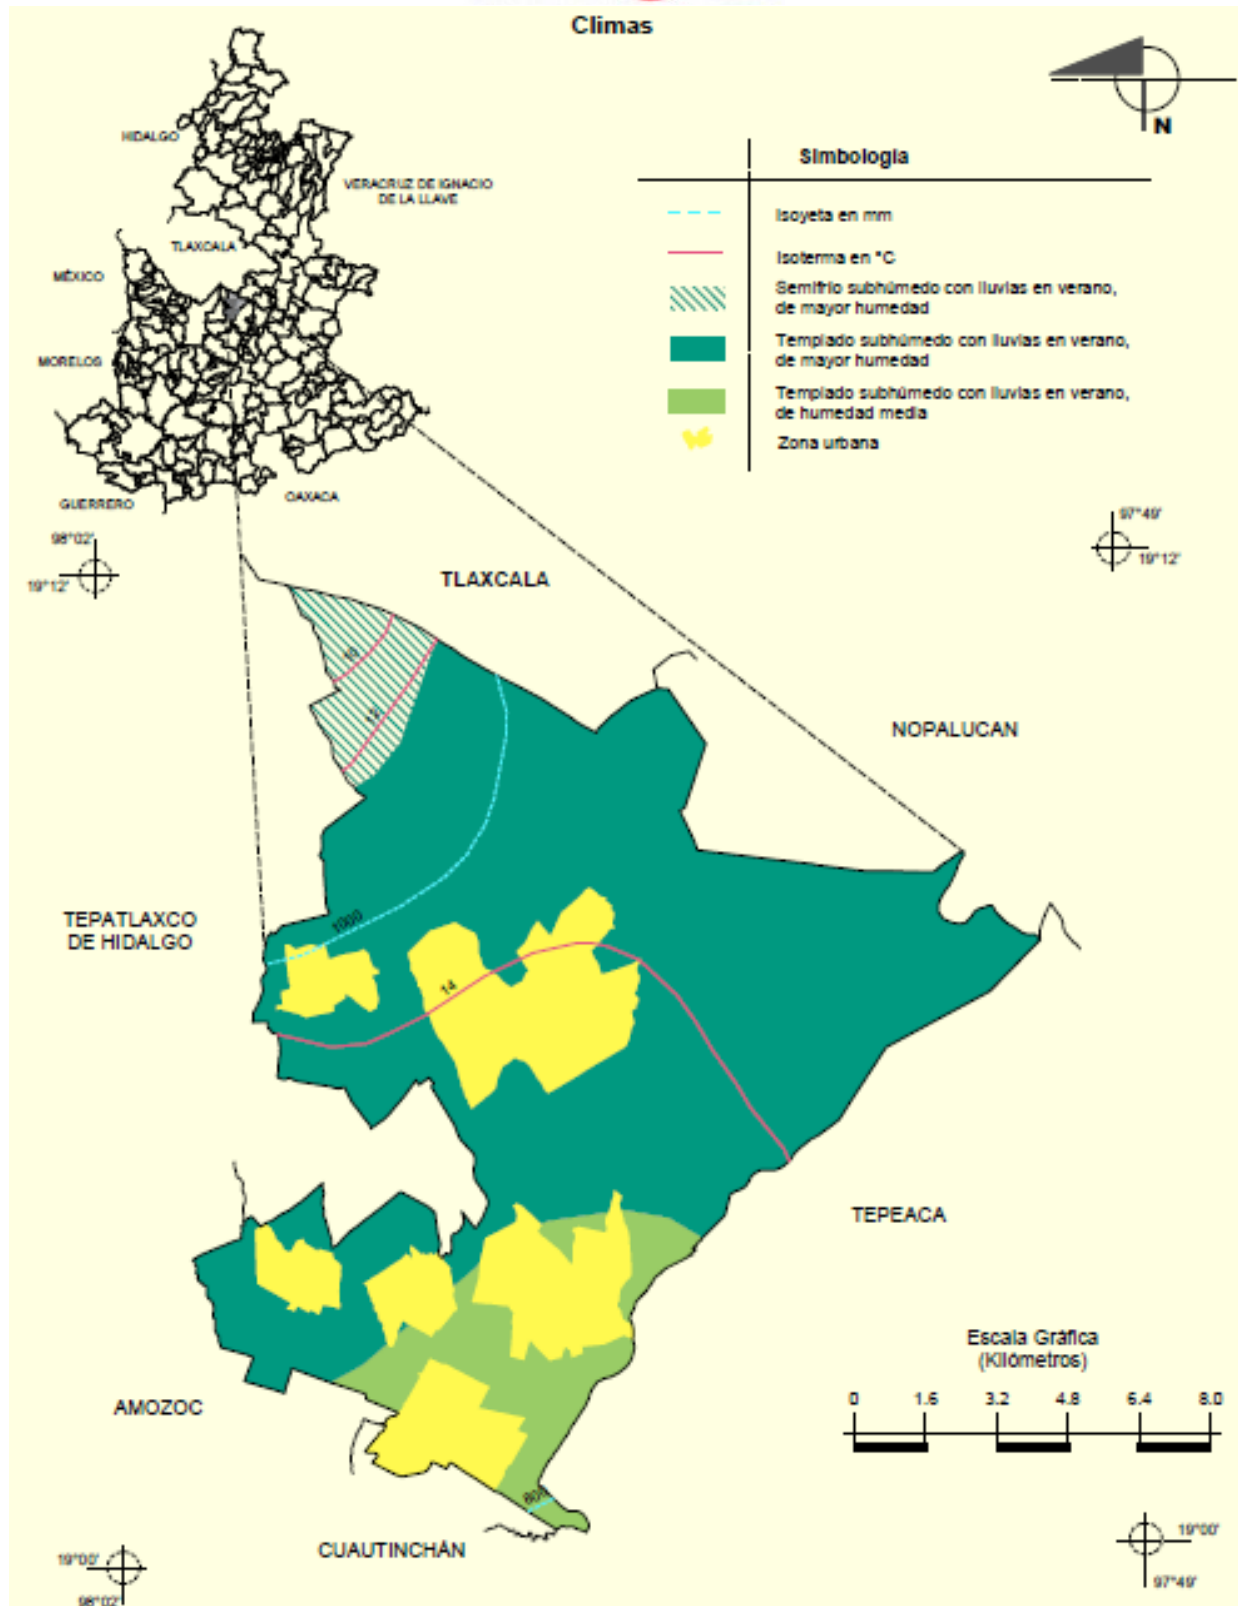 Climas
N
HIDALGO
VERACRUZ DE IGNACIO
DE LA LLAVE
TLAXCALA
MÉXICO
MORELOS
GUERRERO
OAXACA
Simbología
Isoyeta en mm
Isoterma en °C
Semifrío subhúmedo con lluvias en verano,
de mayor humedad
Templado subhúmedo con lluvias en verano,
de mayor humedad
Templado subhúmedo con lluvias en verano,
de humedad media
Zona urbana
98°02'
19°12'
97°49'
19°12'
TLAXCALA
10
12
NOPALUCAN
TEPATLAXCO
DE HIDALGO
1000
14
TEPEACA
AMOZOC
Escala Gráfica
(Kilómetros)
0 1.6 3.2 4.8 6.4 8.0
800
CUAUTINCHÁN
19°00'
98°02'
19°00'
97°49'